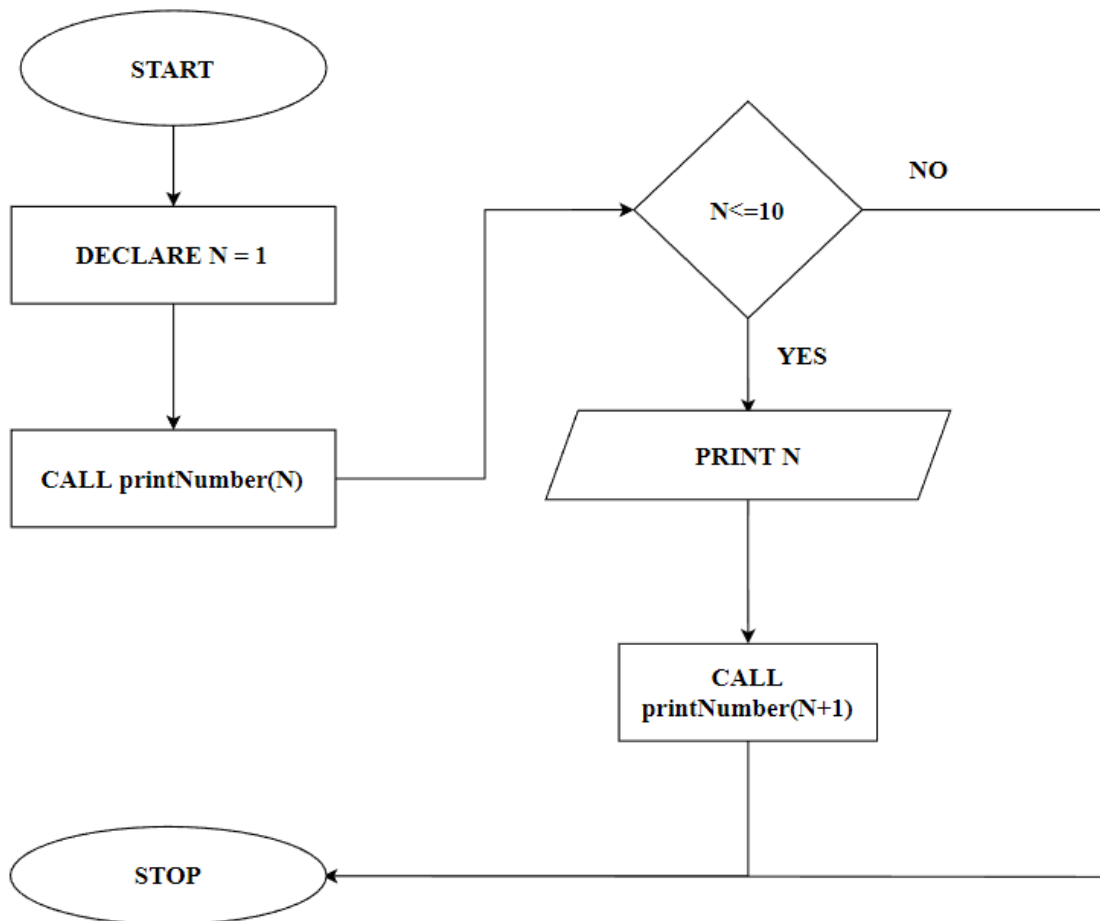 START
DECLARE N = 1
CALL printNumber(N)
N<=10
NO
YES
PRINT N
CALL
printNumber(N+1)
STOP